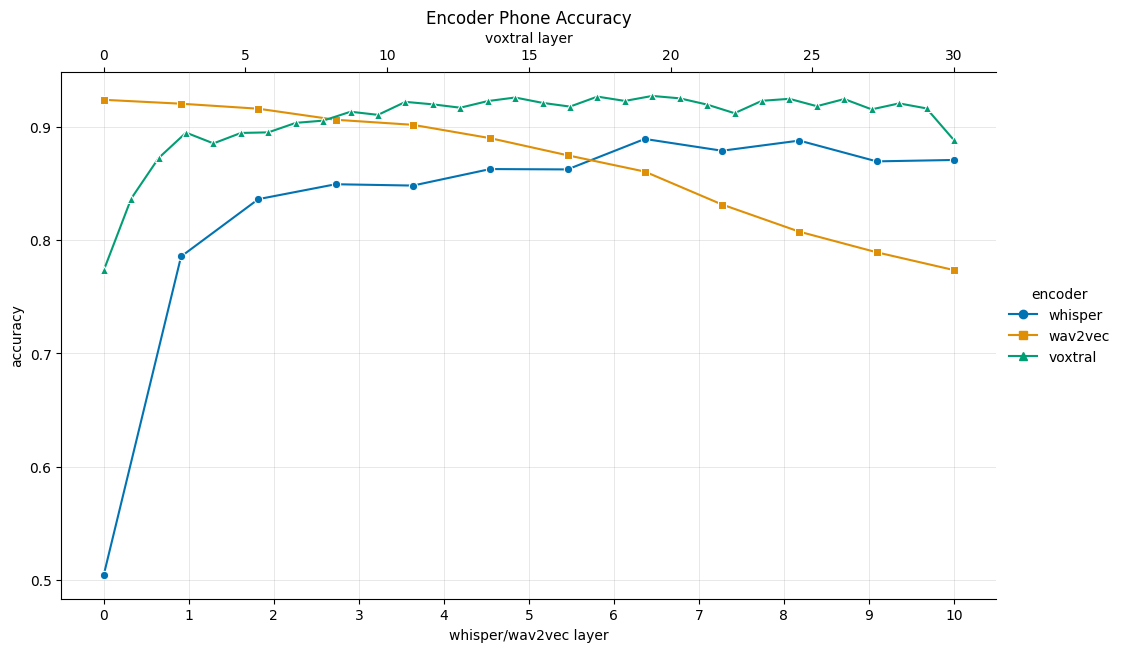 Encoder Phone Accuracy
voxtral layer
0 5 10 15 20 25 30
0.9
0.8
0.7
0.6
0.5
accuracy
0 1 2 3 4 5 6 7 8 9 10
whisper/wav2vec layer
encoder
whisper
wav2vec
voxtral